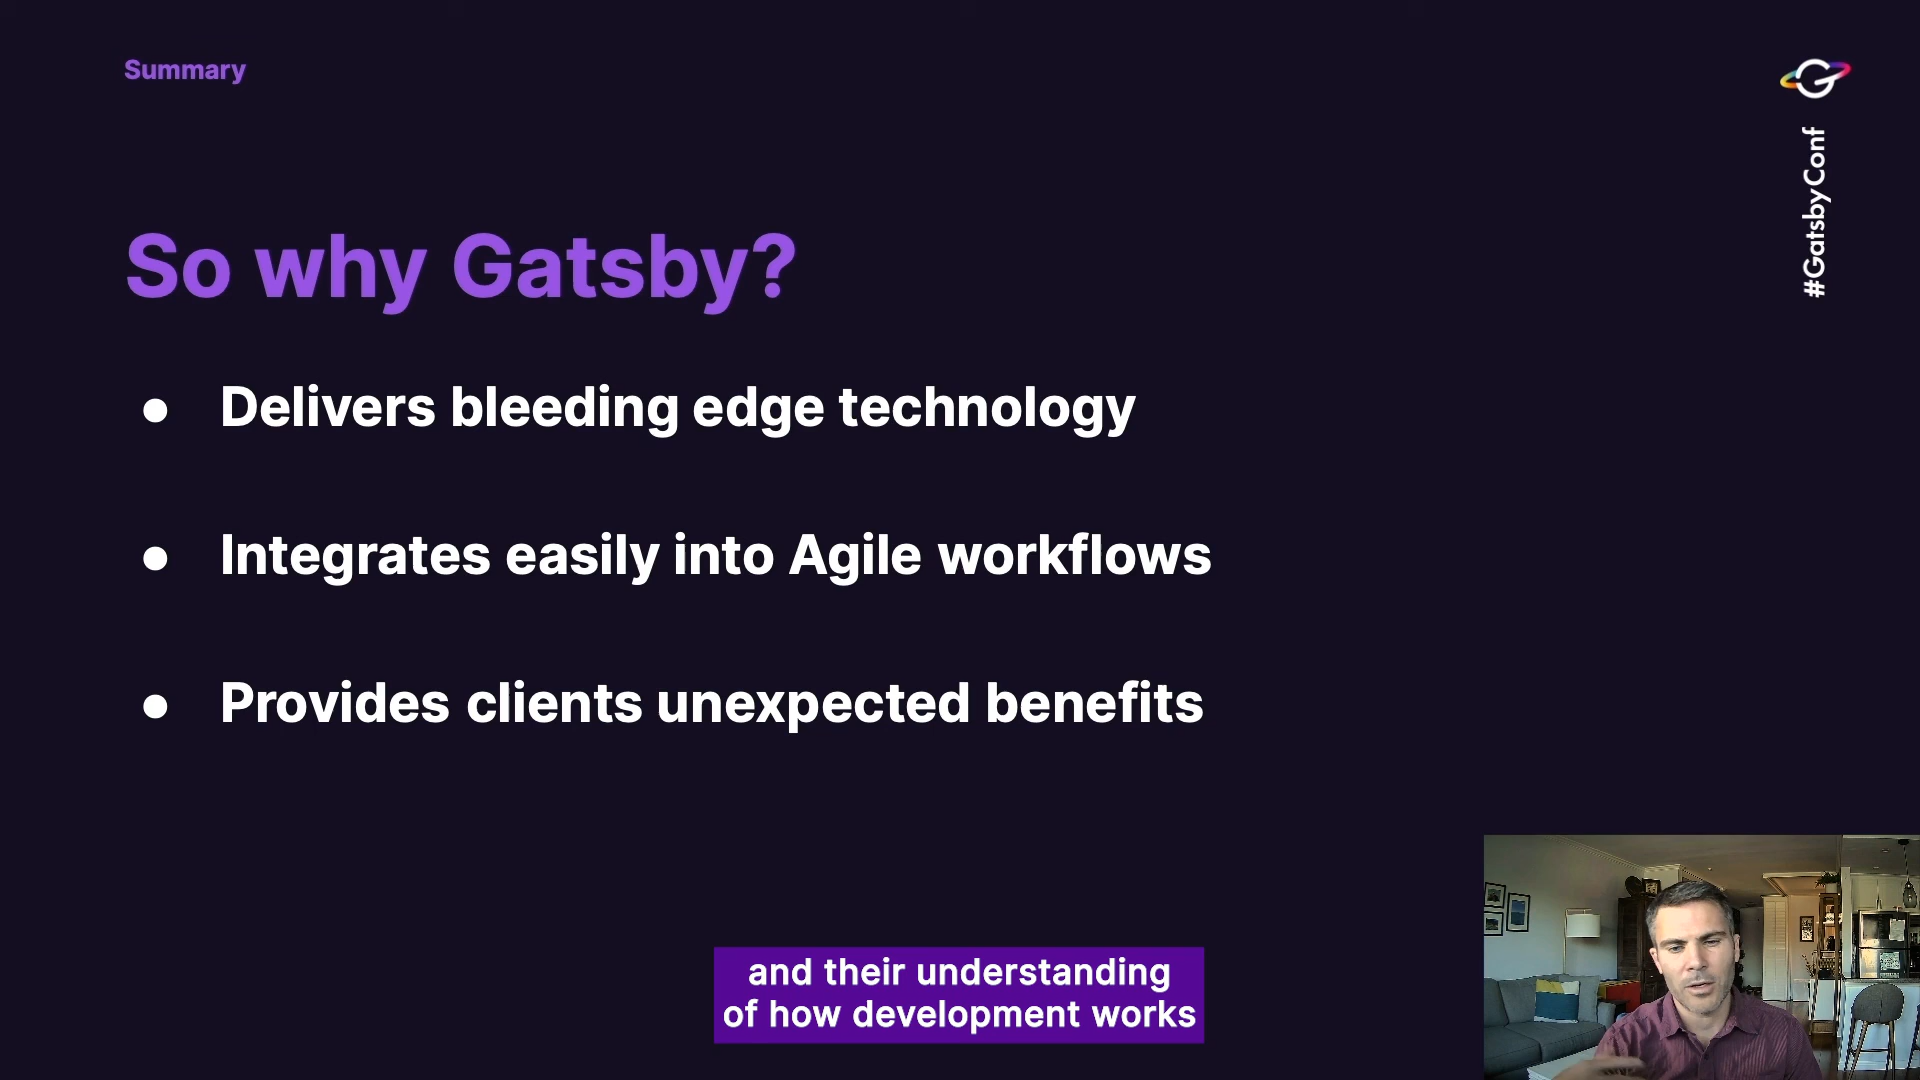 Summary
#GatsbyConf
So why Gatsby?
● Delivers bleeding edge technology
● Integrates easily into Agile workflows
● Provides clients unexpected benefits
and their understanding
of how development works